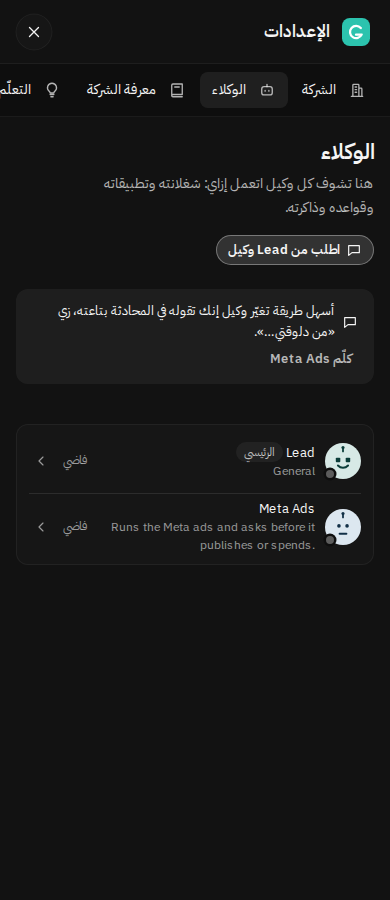 الإعدادات
الشركة
الوكلاء
معرفة الشركة
التعلّم
الوكلاء
هنا تشوف كل وكيل اتعمل إزاي: شغلانته وتطبيقاته
وقواعده وذاكرته.
اطلب من Lead وكيل
أسهل طريقة تغيّر وكيل إنك تقوله في المحادثة بتاعته، زي
«من دلوقتي...».
كلّم Meta Ads
Lead الرئيسي
General
فاضي
Meta Ads
Runs the Meta ads and asks before it
publishes or spends.
فاضي